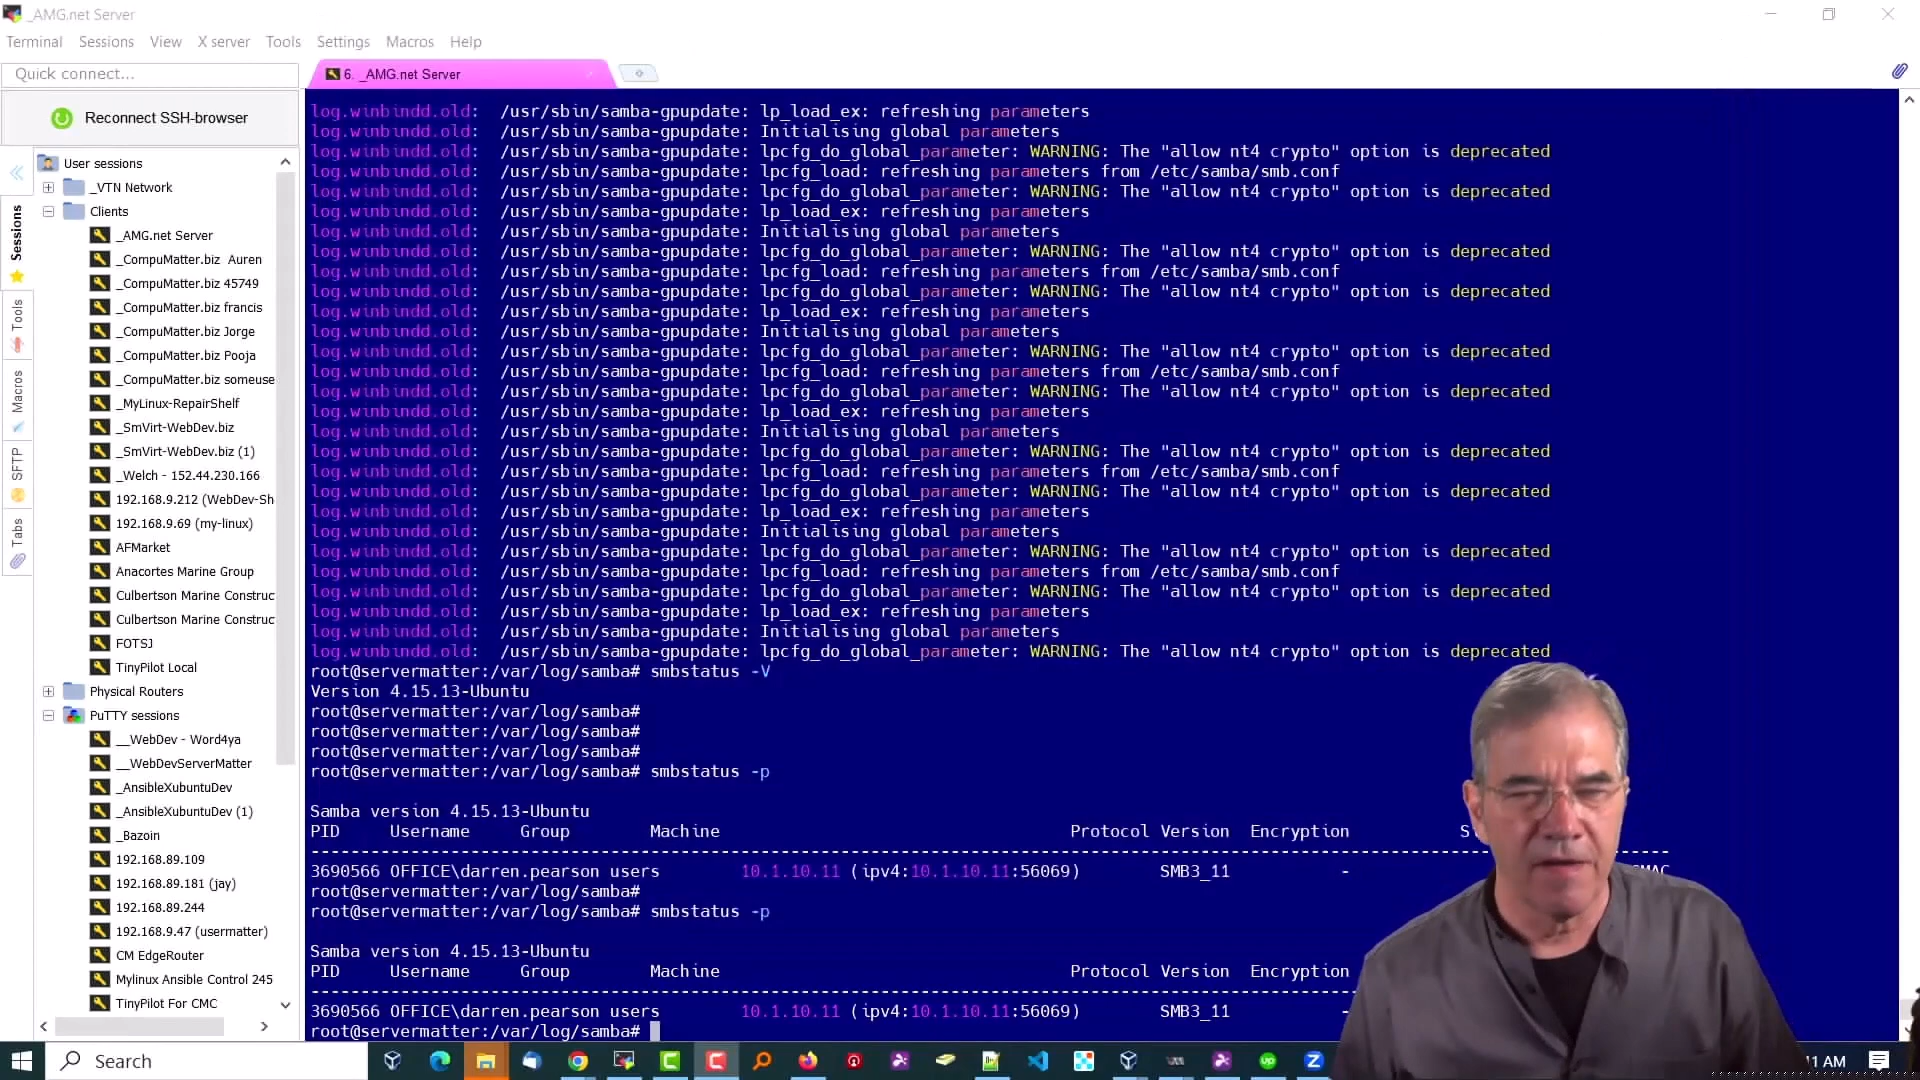 _AMG.net Server
Terminal Sessions View X server Tools Settings Macros Help
Quick connect...
6. _AMG.net Server
Reconnect SSH-browser
Sessions
Tools
Macros
SFTP
Tabs
User sessions
_VTN Network
Clients
_AMG.net Server
_CompuMatter.biz Auren
_CompuMatter.biz 45749
_CompuMatter.biz francis
_CompuMatter.biz Jorge
_CompuMatter.biz Pooja
_CompuMatter.biz someuse
_MyLinux-RepairShelf
_SmVirt-WebDev.biz
_SmVirt-WebDev.biz (1)
_Welch - 152.44.230.166
192.168.9.212 (WebDev-Sh
192.168.9.69 (my-linux)
AFMarket
Anacortes Marine Group
Culbertson Marine Construc
Culbertson Marine Construc
FOTSJ
TinyPilot Local
Physical Routers
PuTTY sessions
__WebDev - Word4ya
__WebDevServerMatter
_AnsibleXubuntuDev
_AnsibleXubuntuDev (1)
_Bazoin
192.168.89.109
192.168.89.181 (jay)
192.168.89.244
192.168.9.47 (usermatter)
CM EdgeRouter
Mylinux Ansible Control 245
TinyPilot For CMC
log.winbindd.old: /usr/sbin/samba-gpupdate: lp_load_ex: refreshing parameters
log.winbindd.old: /usr/sbin/samba-gpupdate: Initialising global parameters
log.winbindd.old: /usr/sbin/samba-gpupdate: lpcfg_do_global_parameter: WARNING: The "allow nt4 crypto" option is deprecated
log.winbindd.old: /usr/sbin/samba-gpupdate: lpcfg_load: refreshing parameters from /etc/samba/smb.conf
log.winbindd.old: /usr/sbin/samba-gpupdate: lpcfg_do_global_parameter: WARNING: The "allow nt4 crypto" option is deprecated
log.winbindd.old: /usr/sbin/samba-gpupdate: lp_load_ex: refreshing parameters
log.winbindd.old: /usr/sbin/samba-gpupdate: Initialising global parameters
log.winbindd.old: /usr/sbin/samba-gpupdate: lpcfg_do_global_parameter: WARNING: The "allow nt4 crypto" option is deprecated
log.winbindd.old: /usr/sbin/samba-gpupdate: lpcfg_load: refreshing parameters from /etc/samba/smb.conf
log.winbindd.old: /usr/sbin/samba-gpupdate: lpcfg_do_global_parameter: WARNING: The "allow nt4 crypto" option is deprecated
log.winbindd.old: /usr/sbin/samba-gpupdate: lp_load_ex: refreshing parameters
log.winbindd.old: /usr/sbin/samba-gpupdate: Initialising global parameters
log.winbindd.old: /usr/sbin/samba-gpupdate: lpcfg_do_global_parameter: WARNING: The "allow nt4 crypto" option is deprecated
log.winbindd.old: /usr/sbin/samba-gpupdate: lpcfg_load: refreshing parameters from /etc/samba/smb.conf
log.winbindd.old: /usr/sbin/samba-gpupdate: lpcfg_do_global_parameter: WARNING: The "allow nt4 crypto" option is deprecated
log.winbindd.old: /usr/sbin/samba-gpupdate: lp_load_ex: refreshing parameters
log.winbindd.old: /usr/sbin/samba-gpupdate: Initialising global parameters
log.winbindd.old: /usr/sbin/samba-gpupdate: lpcfg_do_global_parameter: WARNING: The "allow nt4 crypto" option is deprecated
log.winbindd.old: /usr/sbin/samba-gpupdate: lpcfg_load: refreshing parameters from /etc/samba/smb.conf
log.winbindd.old: /usr/sbin/samba-gpupdate: lpcfg_do_global_parameter: WARNING: The "allow nt4 crypto" option is deprecated
log.winbindd.old: /usr/sbin/samba-gpupdate: lp_load_ex: refreshing parameters
log.winbindd.old: /usr/sbin/samba-gpupdate: Initialising global parameters
log.winbindd.old: /usr/sbin/samba-gpupdate: lpcfg_do_global_parameter: WARNING: The "allow nt4 crypto" option is deprecated
log.winbindd.old: /usr/sbin/samba-gpupdate: lpcfg_load: refreshing parameters from /etc/samba/smb.conf
log.winbindd.old: /usr/sbin/samba-gpupdate: lpcfg_do_global_parameter: WARNING: The "allow nt4 crypto" option is deprecated
log.winbindd.old: /usr/sbin/samba-gpupdate: lp_load_ex: refreshing parameters
log.winbindd.old: /usr/sbin/samba-gpupdate: Initialising global parameters
log.winbindd.old: /usr/sbin/samba-gpupdate: lpcfg_do_global_parameter: WARNING: The "allow nt4 crypto" option is deprecated
root@servermatter:/var/log/samba# smbstatus -V
Version 4.15.13-Ubuntu
root@servermatter:/var/log/samba#
root@servermatter:/var/log/samba#
root@servermatter:/var/log/samba#
root@servermatter:/var/log/samba# smbstatus -p
Samba version 4.15.13-Ubuntu
PID Username Group Machine Protocol Version Encryption
3690566 OFFICE\darren.pearson users 10.1.10.11 (ipv4:10.1.10.11:56069) SMB3_11 -
root@servermatter:/var/log/samba#
root@servermatter:/var/log/samba# smbstatus -p
Samba version 4.15.13-Ubuntu
PID Username Group Machine Protocol Version Encryption
3690566 OFFICE\darren.pearson users 10.1.10.11 (ipv4:10.1.10.11:56069) SMB3_11 -
root@servermatter:/var/log/samba#
Search
AM